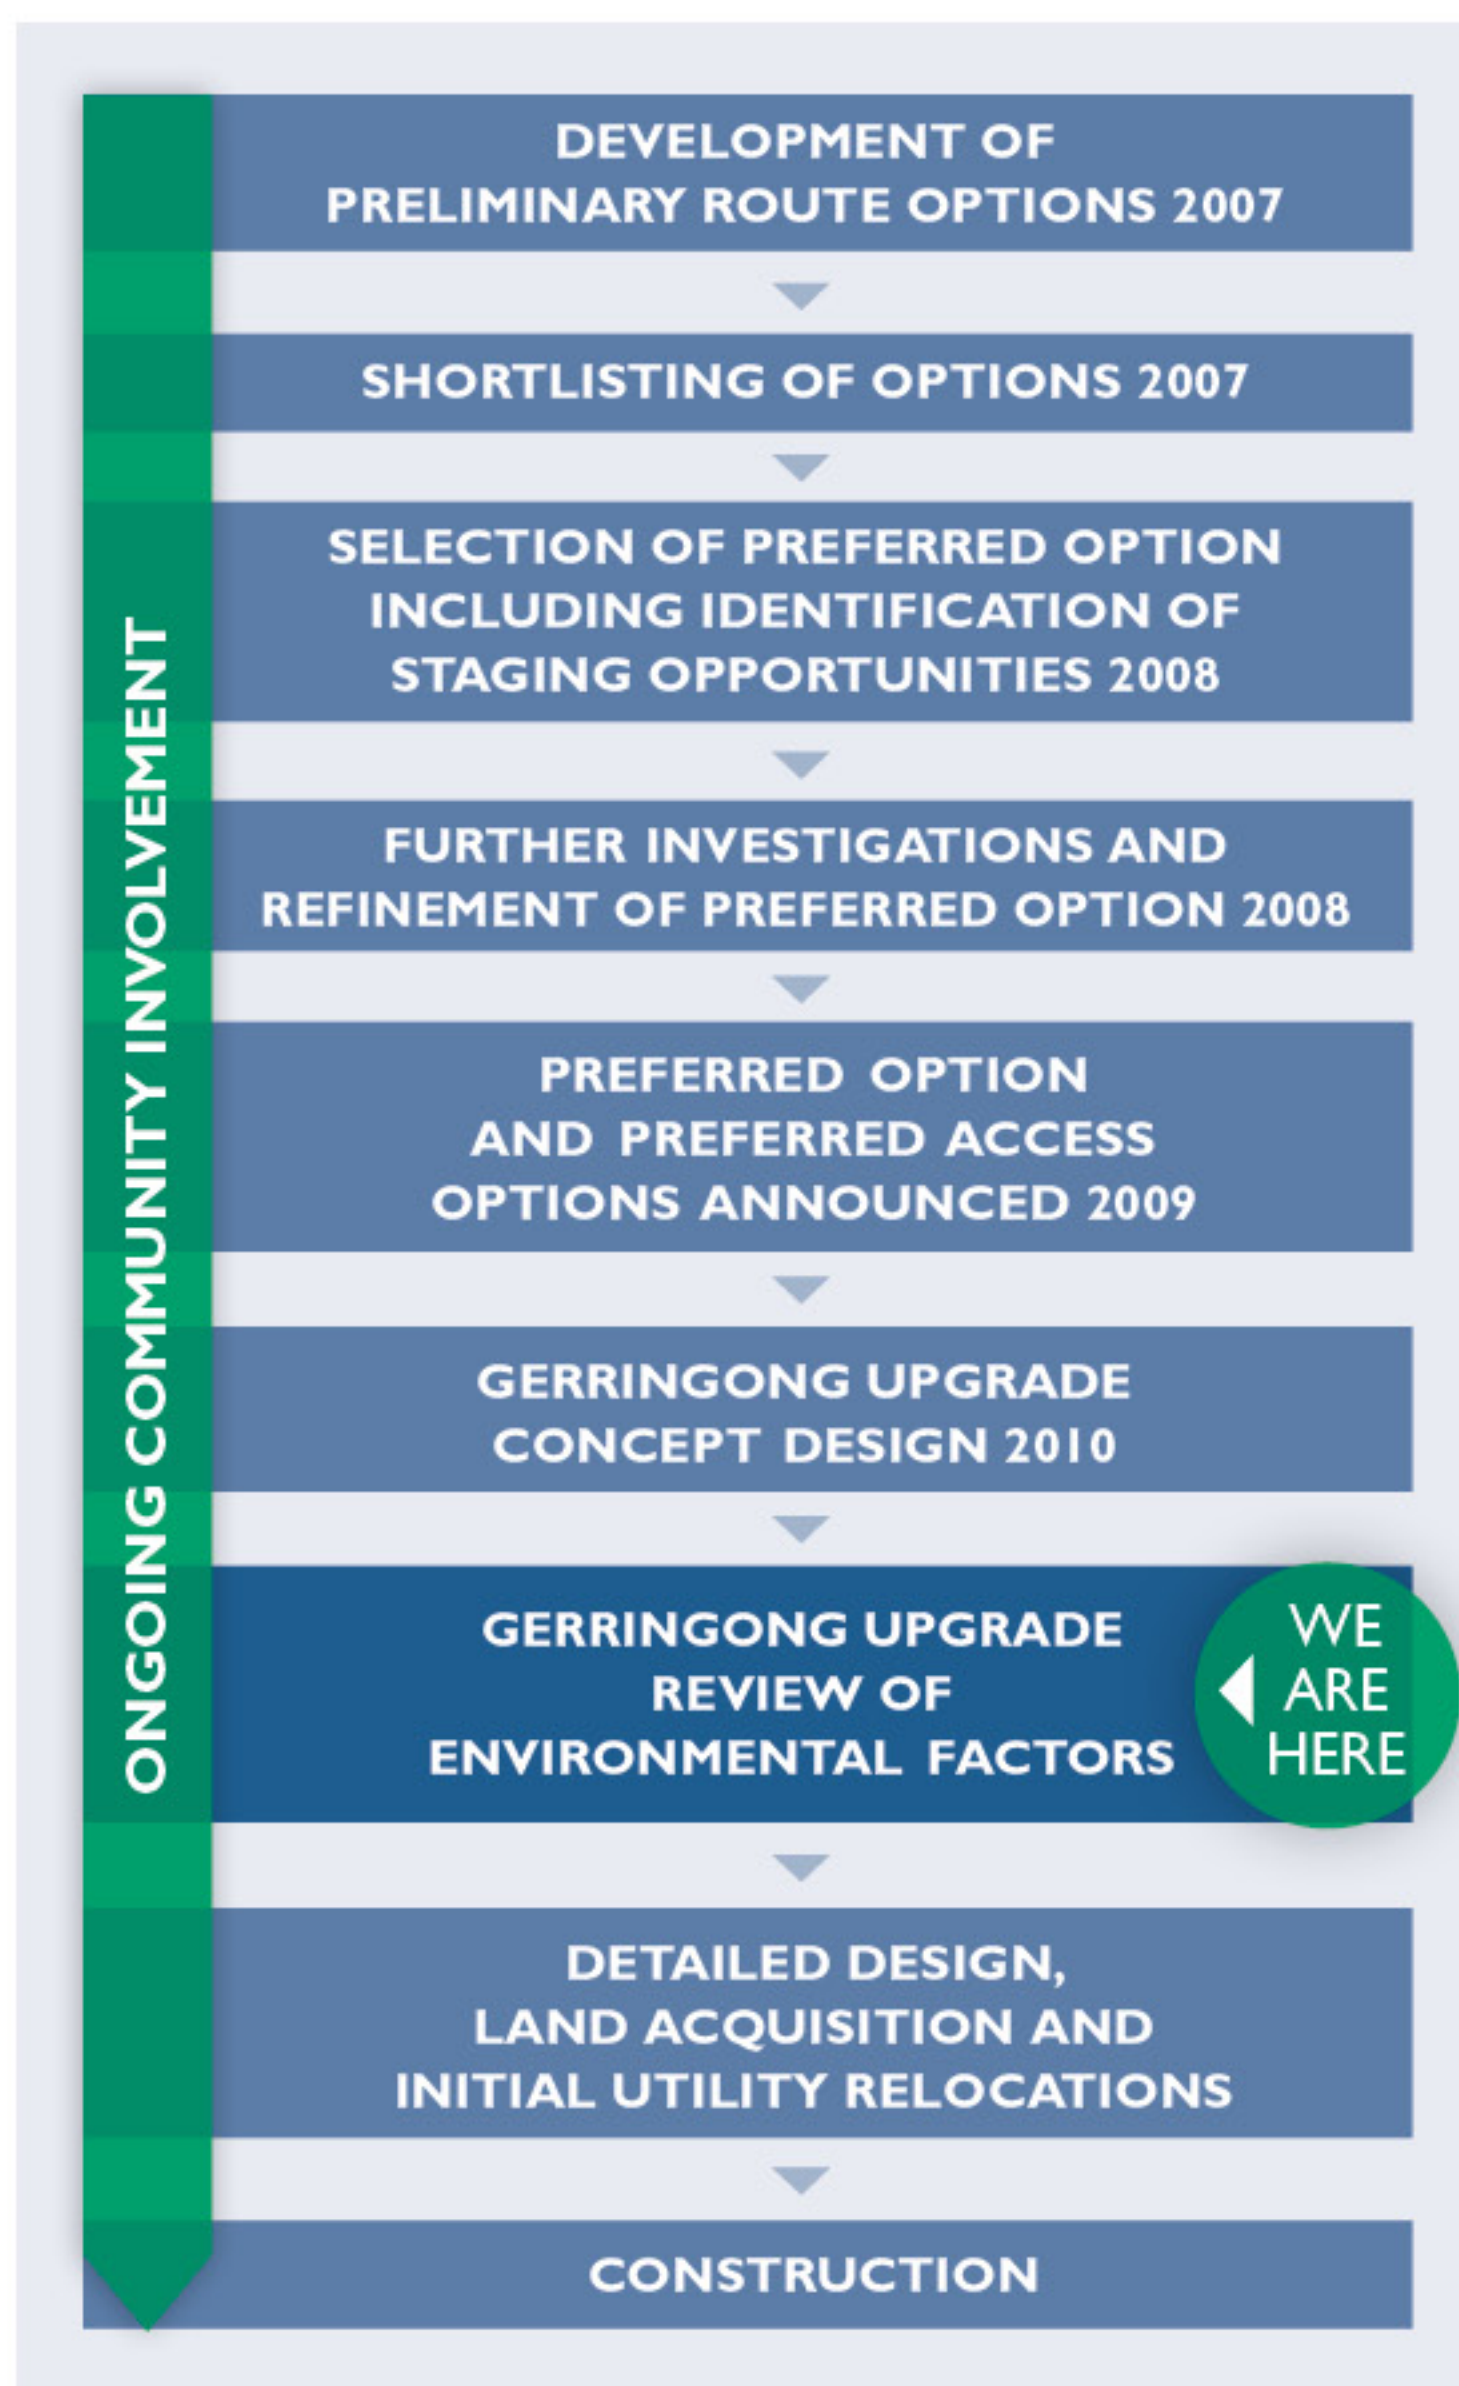 DEVELOPMENT OF
PRELIMINARY ROUTE OPTIONS 2007
SHORTLISTING OF OPTIONS 2007
SELECTION OF PREFERRED OPTION
INCLUDING IDENTIFICATION OF
STAGING OPPORTUNITIES 2008
FURTHER INVESTIGATIONS AND
REFINEMENT OF PREFERRED OPTION 2008
PREFERRED OPTION
AND PREFERRED ACCESS
OPTIONS ANNOUNCED 2009
GERRINGONG UPGRADE
CONCEPT DESIGN 2010
GERRINGONG UPGRADE
REVIEW OF
ENVIRONMENTAL FACTORS
WE
ARE
HERE
DETAILED DESIGN,
LAND ACQUISITION AND
INITIAL UTILITY RELOCATIONS
CONSTRUCTION
ONGOING COMMUNITY INVOLVEMENT